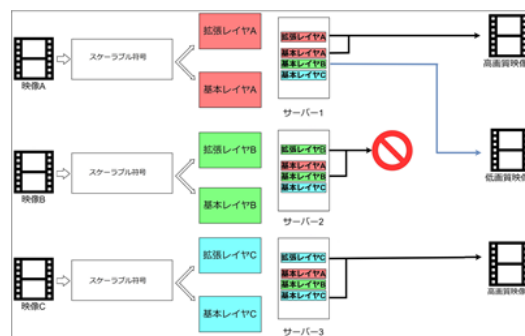 映像A
スケーラブル符号
拡張レイヤA
基本レイヤA
拡張レイヤA
基本レイヤA
基本レイヤB
基本レイヤC
サーバー1
高画質映像
映像B
スケーラブル符号
拡張レイヤB
基本レイヤB
拡張レイヤB
基本レイヤA
基本レイヤB
基本レイヤC
サーバー2
低画質映像
映像C
スケーラブル符号
拡張レイヤC
基本レイヤC
拡張レイヤC
基本レイヤA
基本レイヤB
基本レイヤC
サーバー3
高画質映像